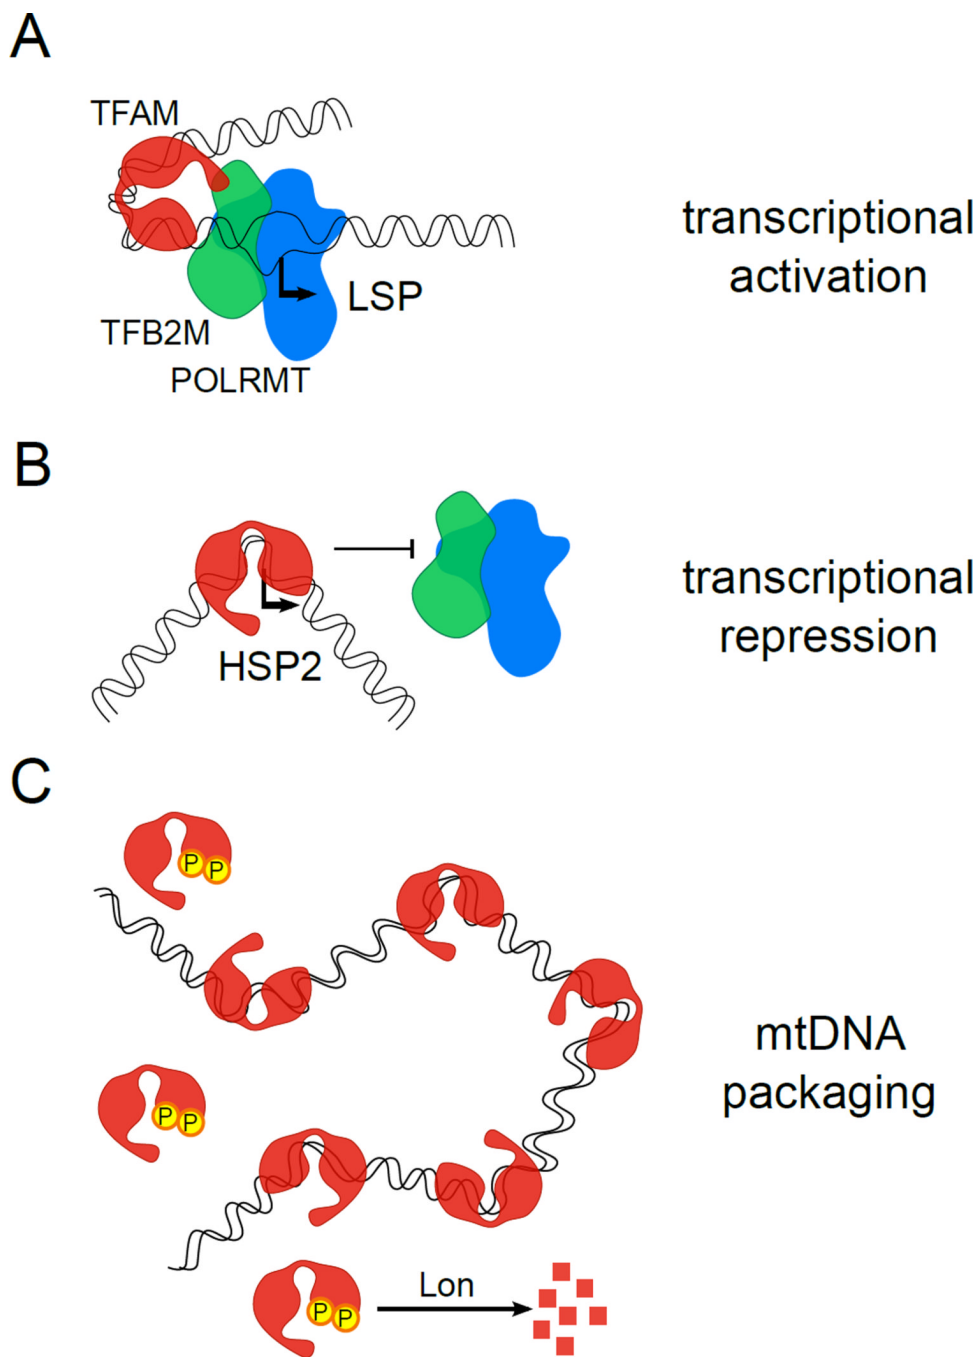 A
TFAM
LSP
TFB2M
POLRMT
transcriptional
activation
B
HSP2
transcriptional
repression
C
P P
P P
mtDNA
packaging
Lon
P P